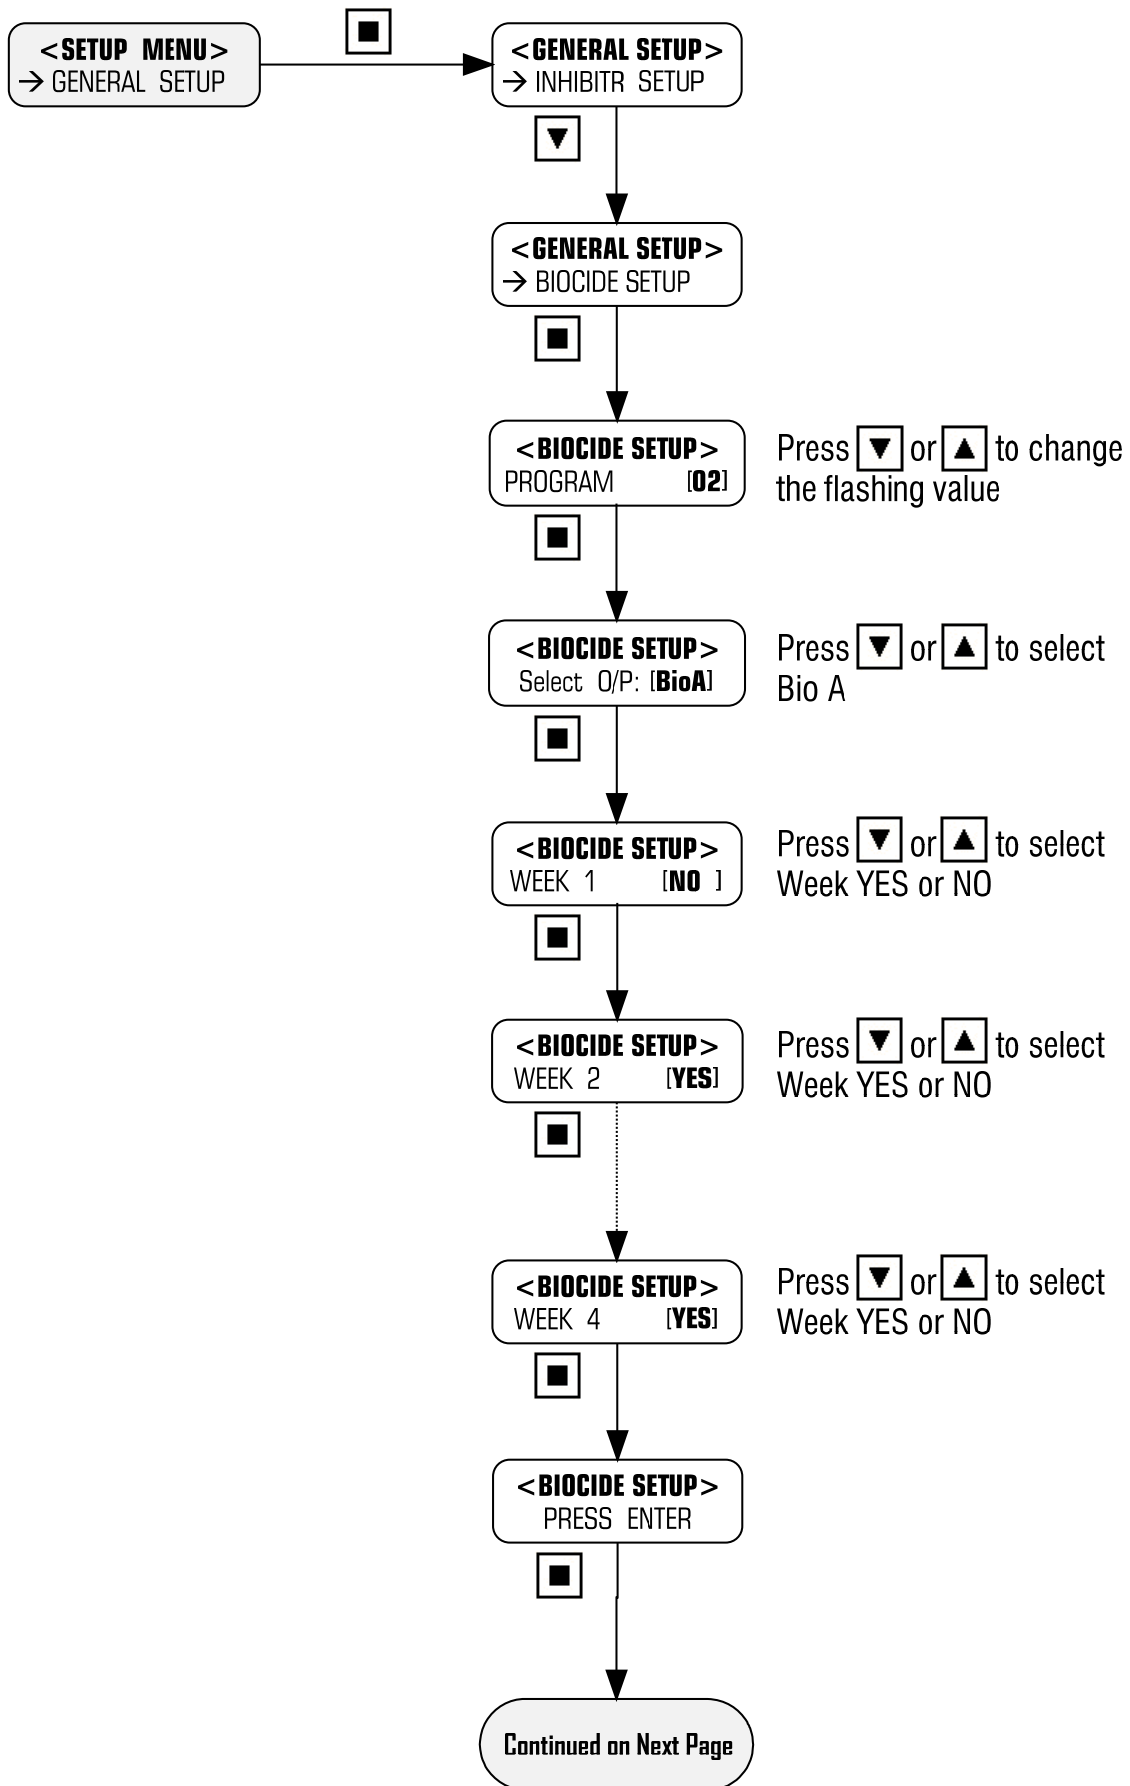 <SETUP MENU>
→ GENERAL SETUP
<GENERAL SETUP>
→ INHIBITR SETUP
<GENERAL SETUP>
→ BIOCIDE SETUP
<BIOCIDE SETUP>
PROGRAM [02]
Press ▼ or ▲ to change
the flashing value
<BIOCIDE SETUP>
Select O/P: [BioA]
Press ▼ or ▲ to select
Bio A
<BIOCIDE SETUP>
WEEK 1 [NO ]
Press ▼ or ▲ to select
Week YES or NO
<BIOCIDE SETUP>
WEEK 2 [YES]
Press ▼ or ▲ to select
Week YES or NO
<BIOCIDE SETUP>
WEEK 4 [YES]
Press ▼ or ▲ to select
Week YES or NO
<BIOCIDE SETUP>
PRESS ENTER
Continued on Next Page